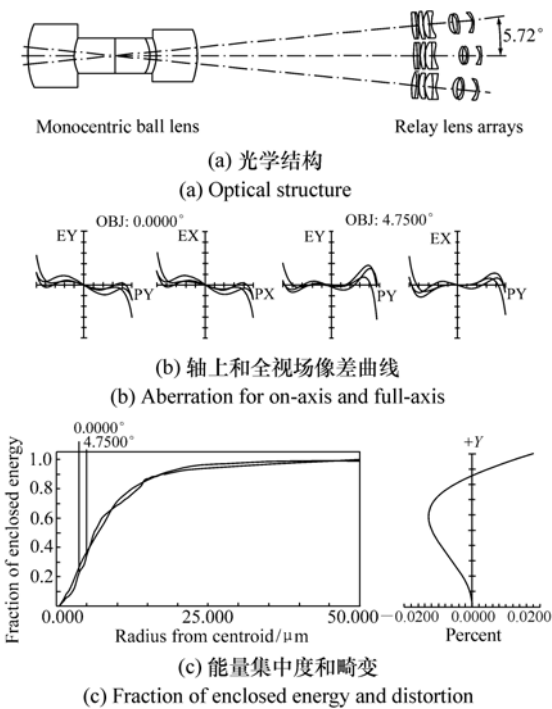 5.72°
Monocentric ball lens
Relay lens arrays
(a) 光学结构
(a) Optical structure
OBJ: 0.0000°
OBJ: 4.7500°
EY
EX
EY
EX
PY
PX
PY
PY
(b) 轴上和全视场像差曲线
(b) Aberration for on-axis and full-axis
0.0000°
4.7500°
Fraction of enclosed energy
1.0
0.8
0.6
0.4
0.2
0.000
25.000
50.000
Radius from centroid/μm
+Y
−0.0200
0.0000
0.0200
Percent
(c) 能量集中度和畸变
(c) Fraction of enclosed energy and distortion